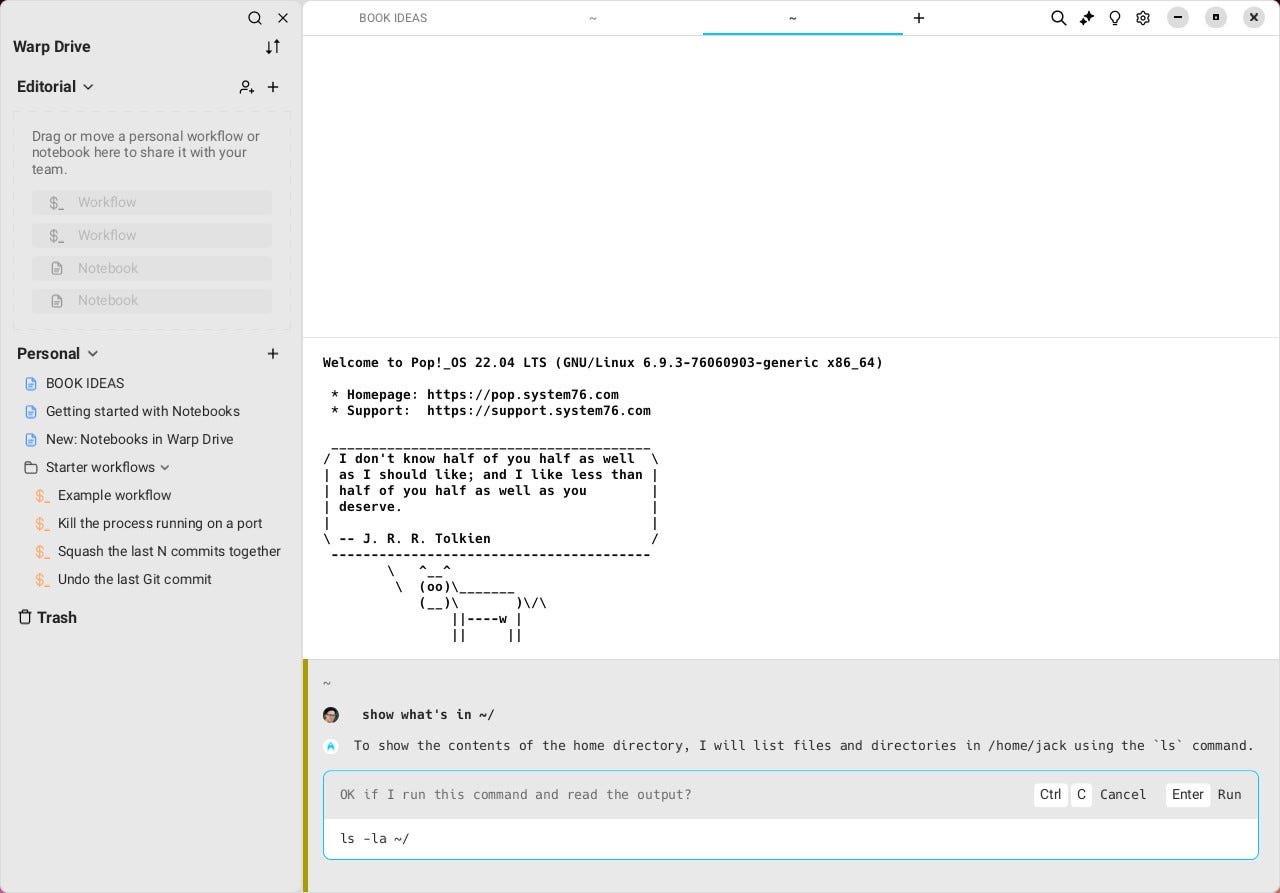 Warp Drive
Editorial
Drag or move a personal workflow or
notebook here to share it with your
team.
$_ Workflow
$_ Workflow
Notebook
Notebook
Personal
BOOK IDEAS
Getting started with Notebooks
New: Notebooks in Warp Drive
Starter workflows
$_ Example workflow
$_ Kill the process running on a port
$_ Squash the last N commits together
$_ Undo the last Git commit
Trash
BOOK IDEAS ~ ~
Welcome to Pop!_OS 22.04 LTS (GNU/Linux 6.9.3-76060903-generic x86_64)
* Homepage: https://pop.system76.com
* Support:  https://support.system76.com
 ________________________________________
/ I don't know half of you half as well  \
| as I should like; and I like less than |
| half of you half as well as you        |
| deserve.                               |
|                                        |
\ -- J. R. R. Tolkien                    /
 ----------------------------------------
        \   ^__^
         \  (oo)\_______
            (__)\       )\/\
                ||----w |
                ||     ||
~
show what's in ~/
To show the contents of the home directory, I will list files and directories in /home/jack using the `ls` command.
OK if I run this command and read the output? Ctrl C Cancel Enter Run
ls -la ~/